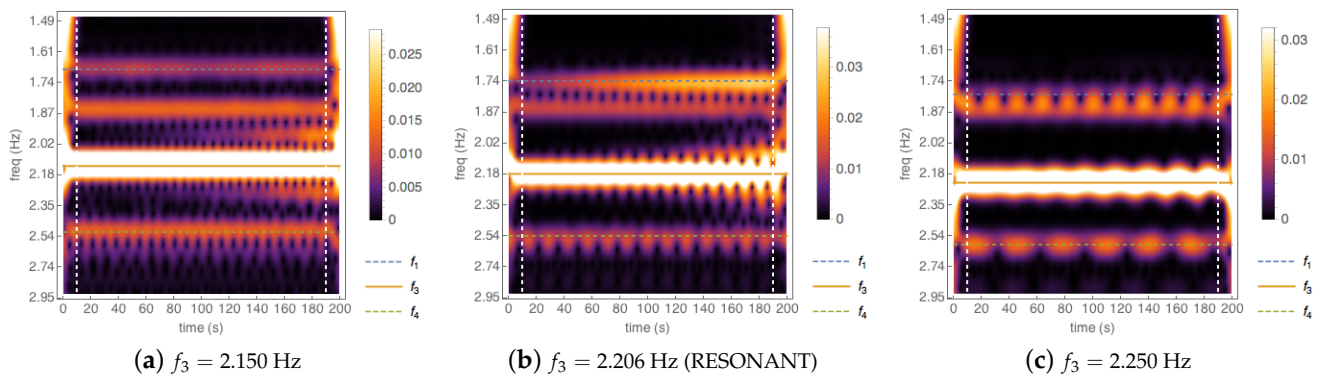 1.49
1.61
1.74
1.87
2.02
2.18
2.35
2.54
2.74
2.95
freq (Hz)
0 20 40 60 80 100 120 140 160 180 200
time (s)
0.025
0.020
0.015
0.010
0.005
0
f1
f3
f4
(a) f3 = 2.150 Hz
1.49
1.61
1.74
1.87
2.02
2.18
2.35
2.54
2.74
2.95
freq (Hz)
0 20 40 60 80 100 120 140 160 180 200
time (s)
0.03
0.02
0.01
0
f1
f3
f4
(b) f3 = 2.206 Hz (RESONANT)
1.49
1.61
1.74
1.87
2.02
2.18
2.35
2.54
2.74
2.95
freq (Hz)
0 20 40 60 80 100 120 140 160 180 200
time (s)
0.03
0.02
0.01
0
f1
f3
f4
(c) f3 = 2.250 Hz